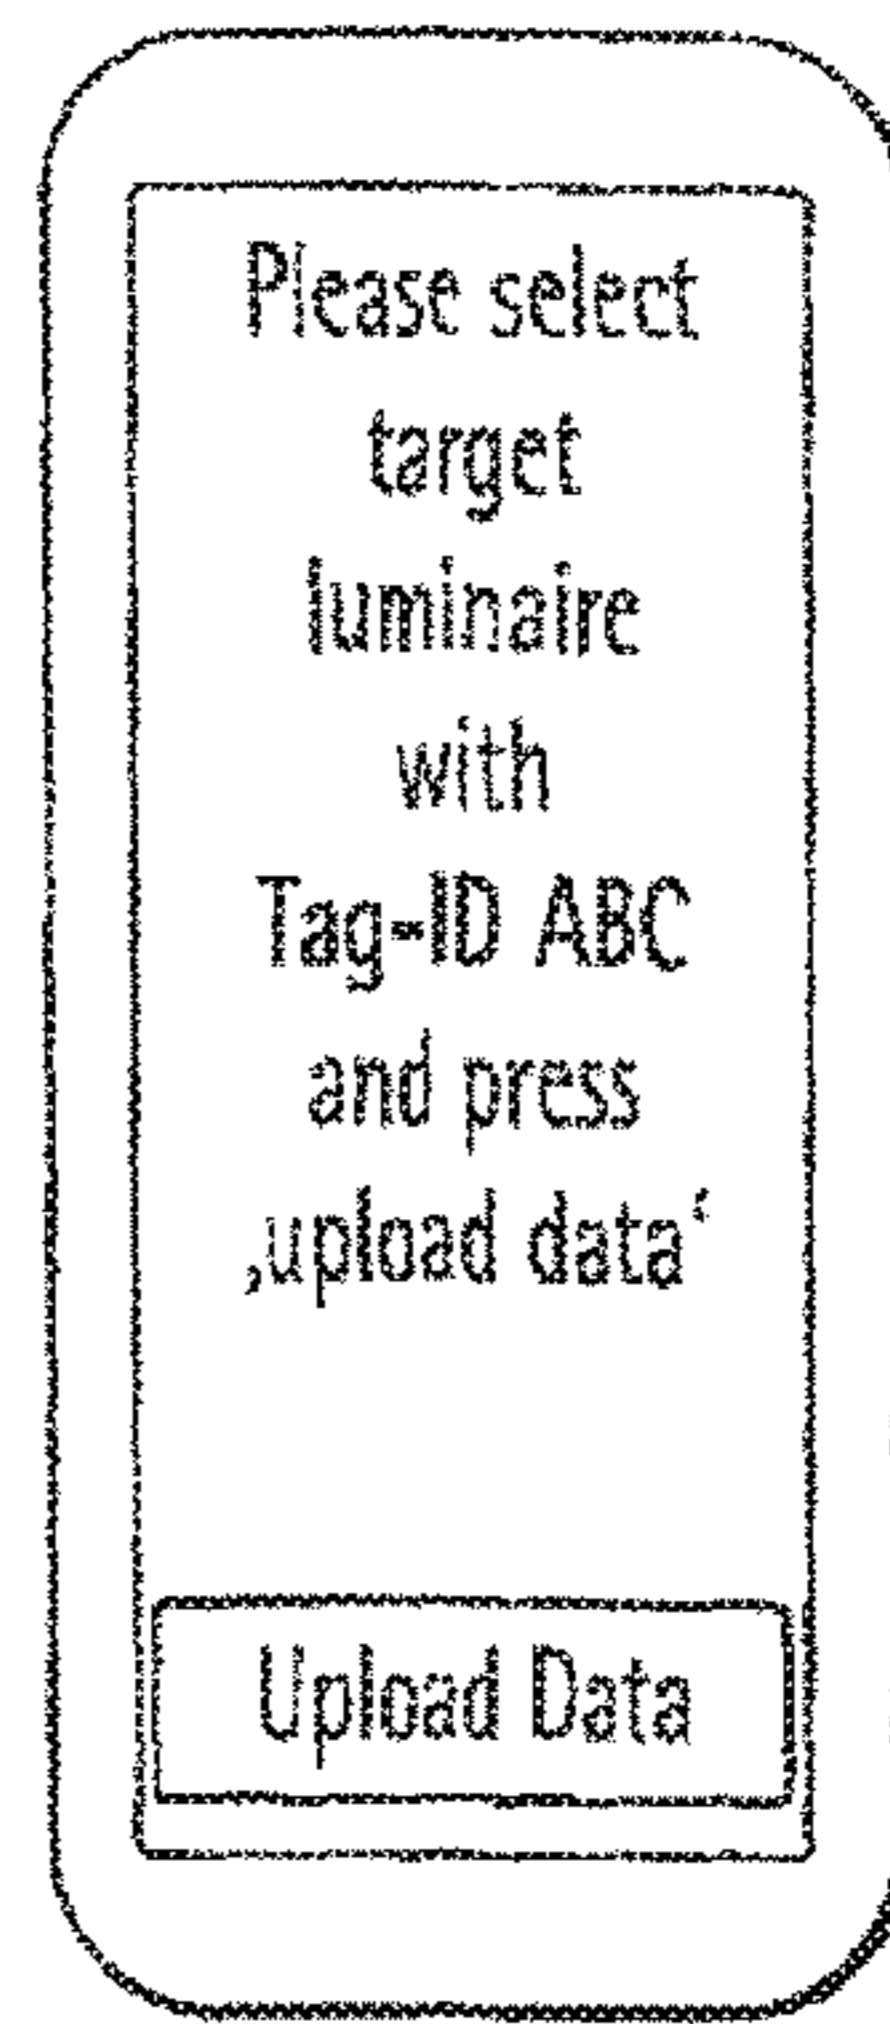 Please select
target
luminaire
with
Tag-ID ABC
and press
‚upload data‘
Upload Data